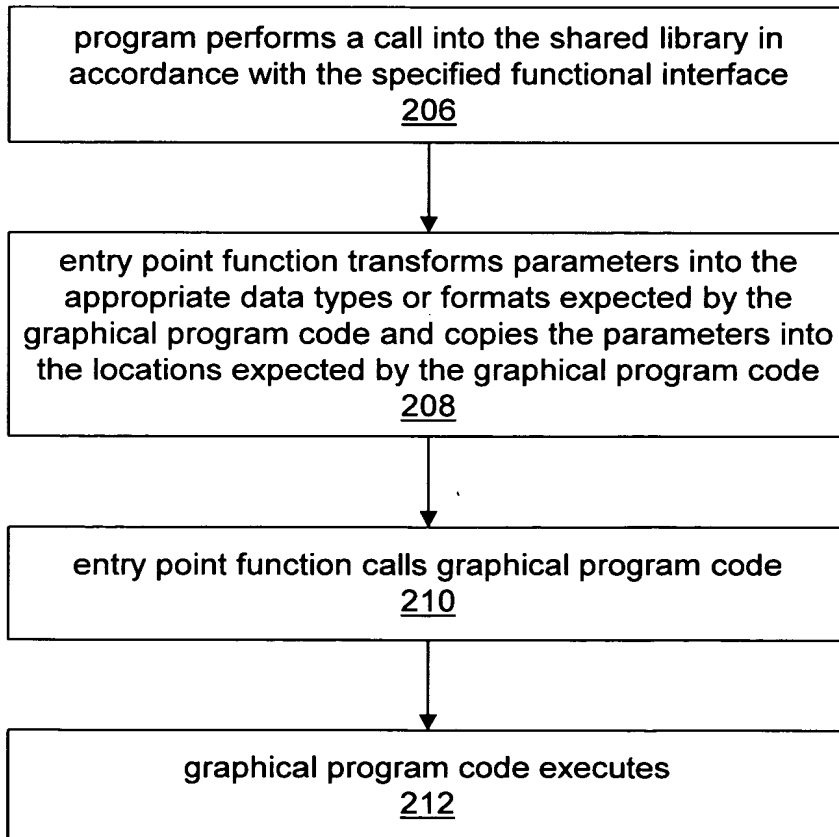 program performs a call into the shared library in
accordance with the specified functional interface
206
entry point function transforms parameters into the
appropriate data types or formats expected by the
graphical program code and copies the parameters into
the locations expected by the graphical program code
208
entry point function calls graphical program code
210
graphical program code executes
212